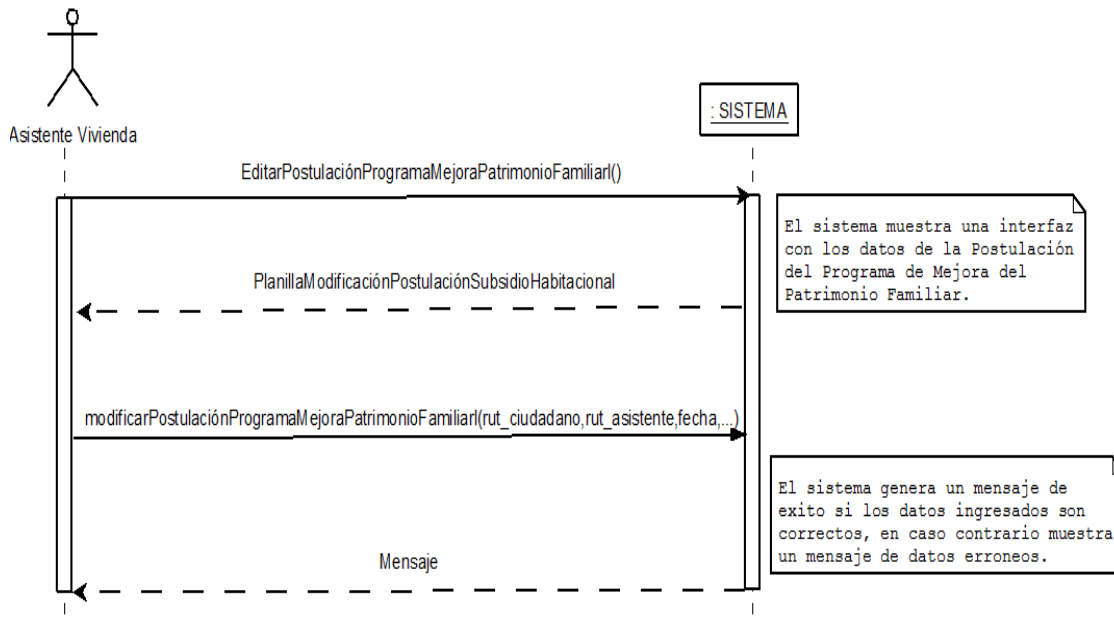 Asistente Vivienda
: SISTEMA
EditarPostulaciónProgramaMejoraPatrimonioFamiliarl()
El sistema muestra una interfaz
con los datos de la Postulación
del Programa de Mejora del
Patrimonio Familiar.
PlanillaModificaciónPostulaciónSubsidioHabitacional
modificarPostulaciónProgramaMejoraPatrimonioFamiliarl(rut_ciudadano,rut_asistente,fecha,...)
El sistema genera un mensaje de
exito si los datos ingresados son
correctos, en caso contrario muestra
un mensaje de datos erroneos.
Mensaje